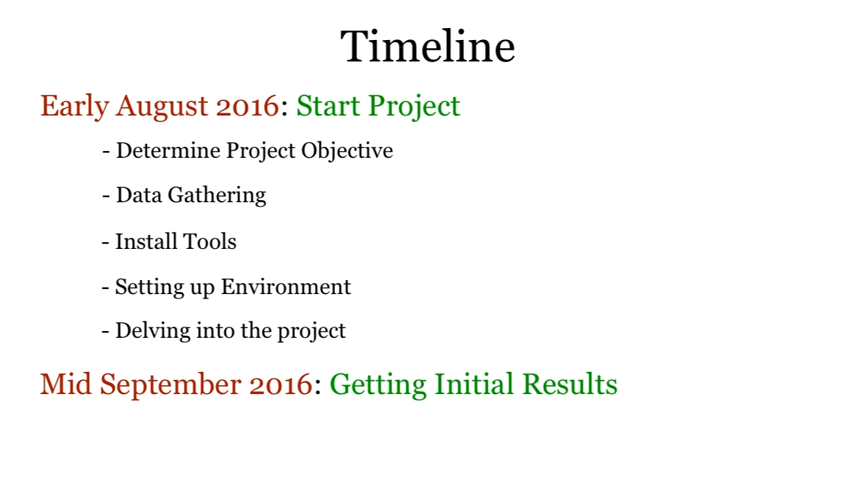 Timeline
Early August 2016: Start Project
- Determine Project Objective
- Data Gathering
- Install Tools
- Setting up Environment
- Delving into the project
Mid September 2016: Getting Initial Results